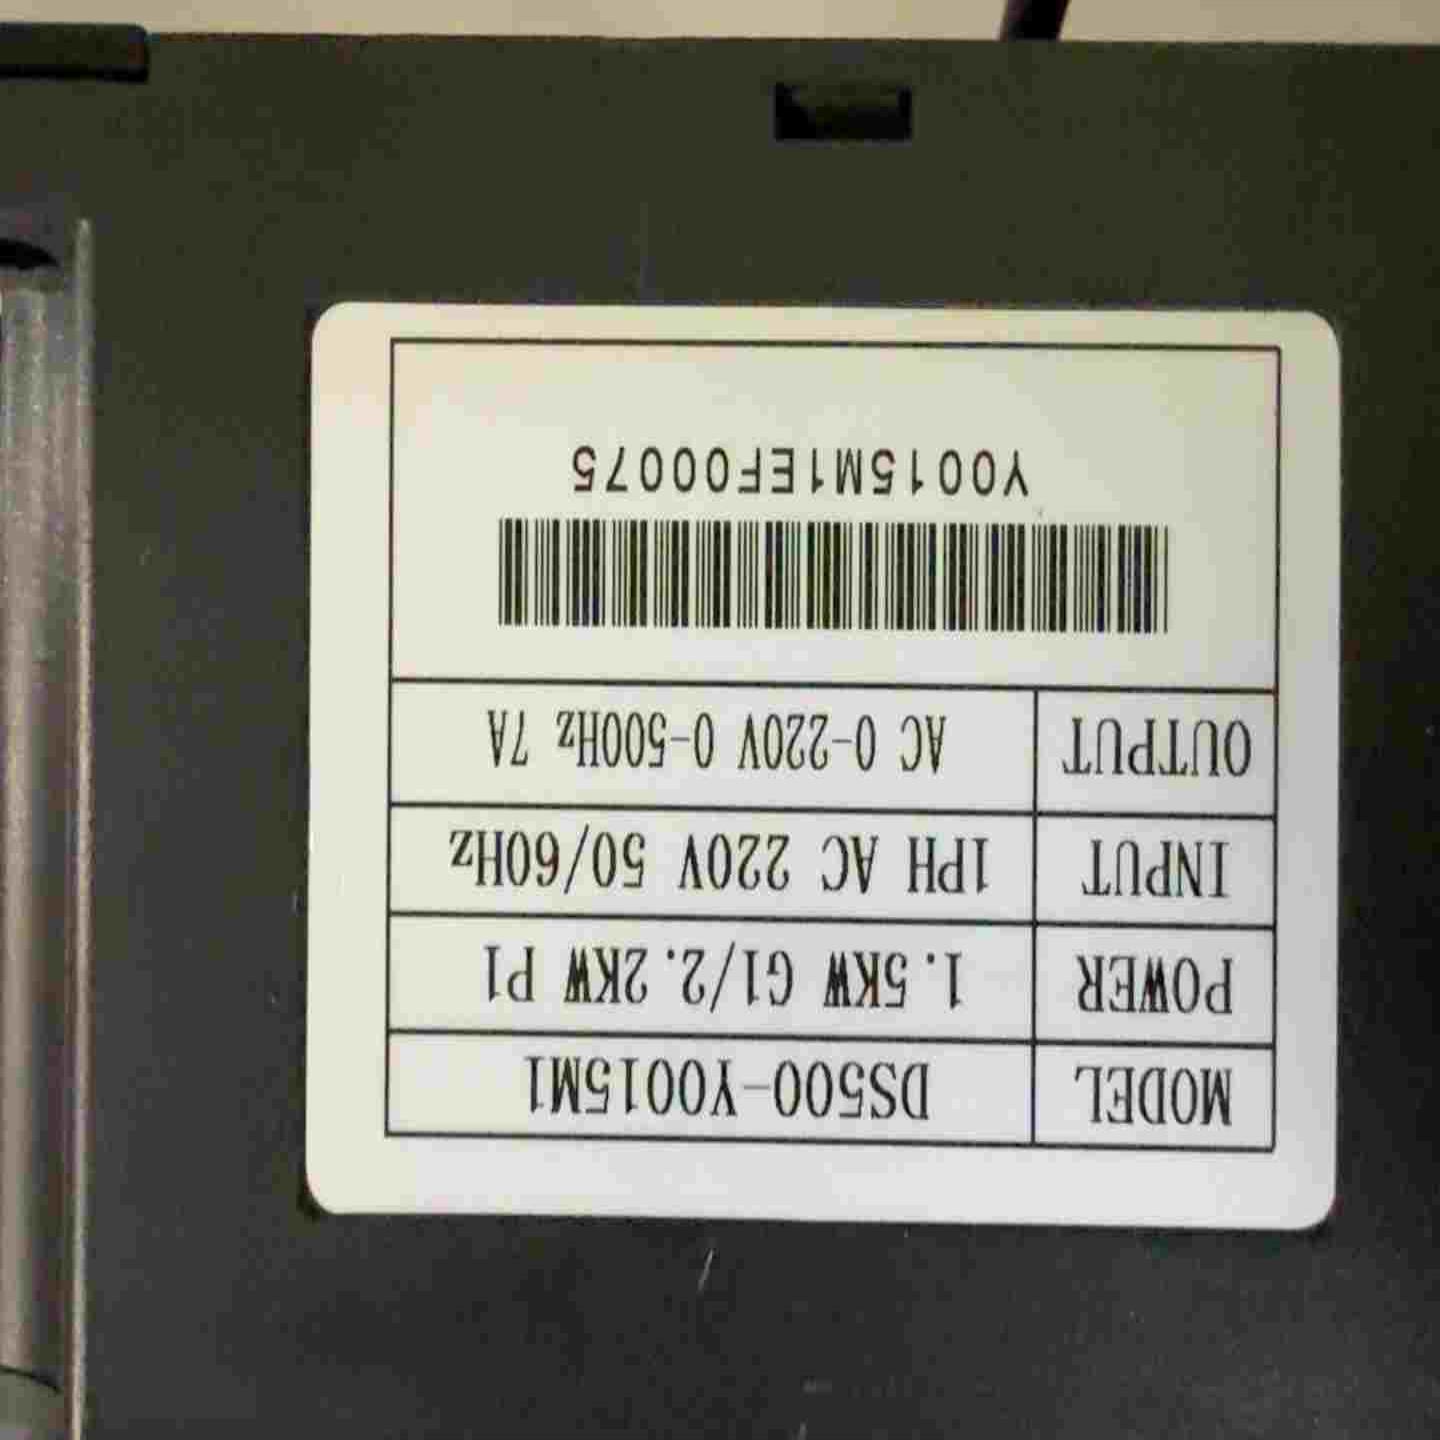 MODEL DS500-Y0015M1
POWER 1.5KW G1/2.2KW P1
INPUT 1PH AC 220V 50/60Hz
OUTPUT AC 0-220V 0-500Hz 7A
Y0015M1EF00075